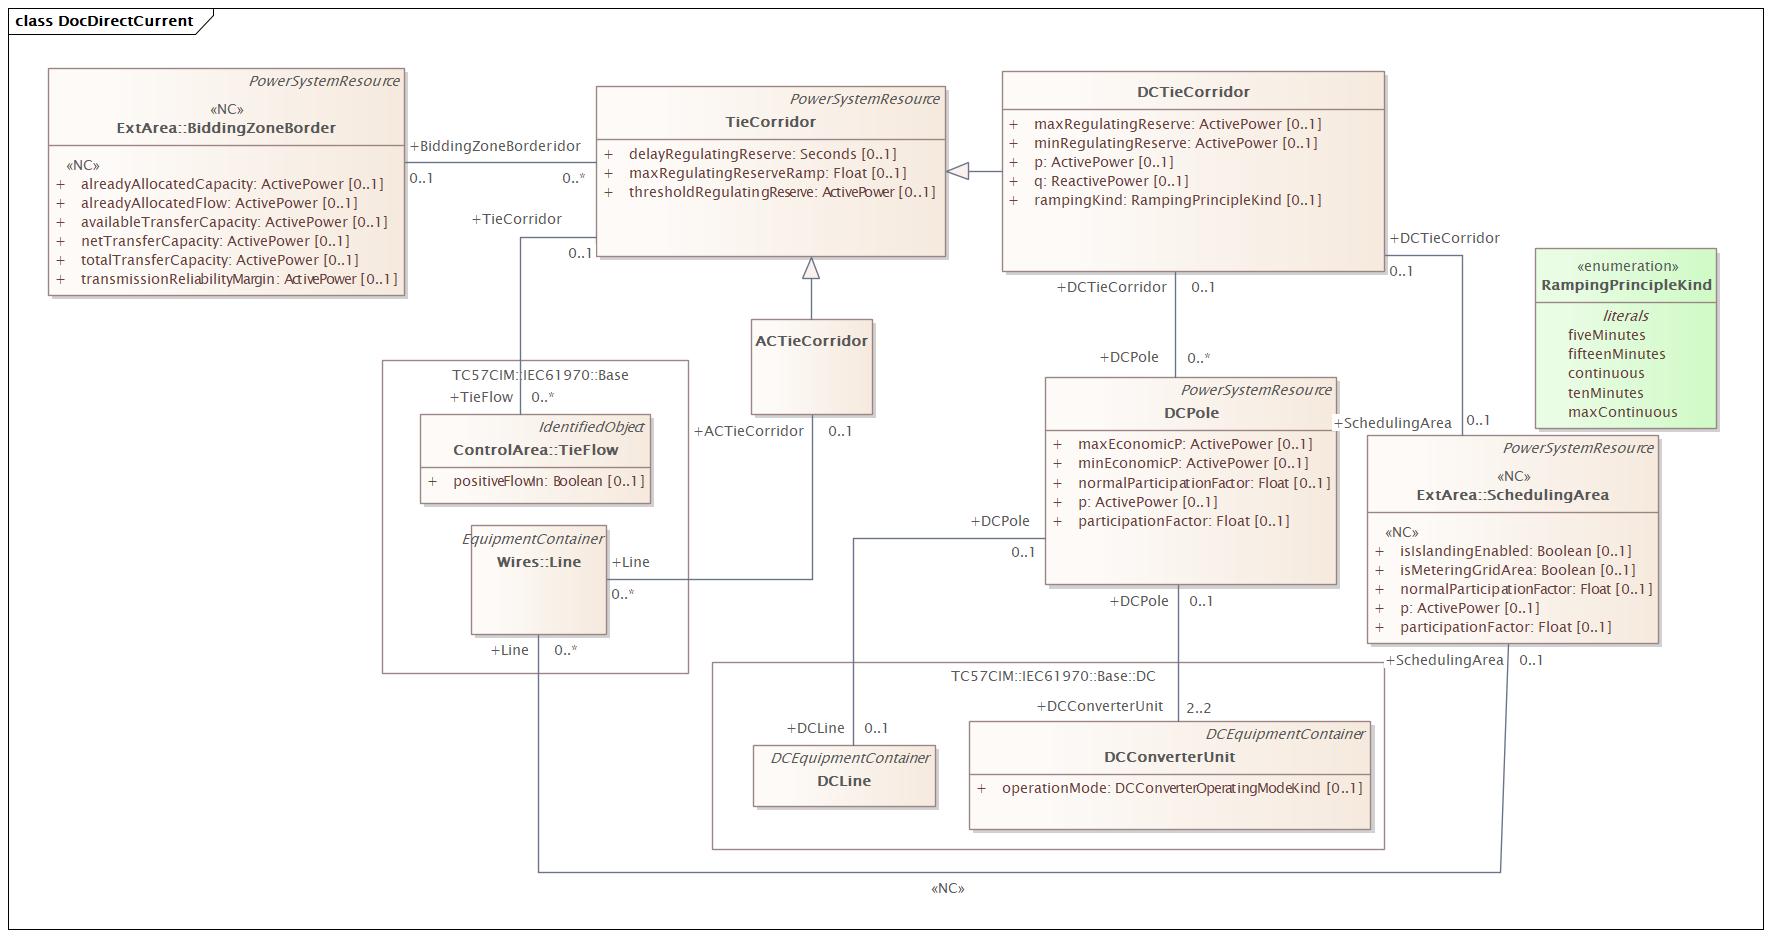 class DocDirectCurrent
PowerSystemResource
«NC»
ExtArea::BiddingZoneBorder
«NC»
+ alreadyAllocatedCapacity: ActivePower [0..1]
+ alreadyAllocatedFlow: ActivePower [0..1]
+ availableTransferCapacity: ActivePower [0..1]
+ netTransferCapacity: ActivePower [0..1]
+ totalTransferCapacity: ActivePower [0..1]
+ transmissionReliabilityMargin: ActivePower [0..1]
+BiddingZoneBorderidor
0..1
0..*
PowerSystemResource
TieCorridor
+ delayRegulatingReserve: Seconds [0..1]
+ maxRegulatingReserveRamp: Float [0..1]
+ thresholdRegulatingReserve: ActivePower [0..1]
+TieCorridor
0..1
DCTieCorridor
+ maxRegulatingReserve: ActivePower [0..1]
+ minRegulatingReserve: ActivePower [0..1]
+ p: ActivePower [0..1]
+ q: ReactivePower [0..1]
+ rampingKind: RampingPrincipleKind [0..1]
+DCTieCorridor
0..1
+DCTieCorridor 0..1
«enumeration»
RampingPrincipleKind
literals
fiveMinutes
fifteenMinutes
continuous
tenMinutes
maxContinuous
ACTieCorridor
+ACTieCorridor 0..1
TC57CIM::IEC61970::Base
+TieFlow 0..*
IdentifiedObject
ControlArea::TieFlow
+ positiveFlowIn: Boolean [0..1]
EquipmentContainer
Wires::Line
+Line
0..*
+Line 0..*
+DCPole 0..*
PowerSystemResource
DCPole
+ maxEconomicP: ActivePower [0..1]
+ minEconomicP: ActivePower [0..1]
+ normalParticipationFactor: Float [0..1]
+ p: ActivePower [0..1]
+ participationFactor: Float [0..1]
+DCPole
0..1
+DCPole 0..1
+SchedulingArea 0..1
PowerSystemResource
«NC»
ExtArea::SchedulingArea
«NC»
+ isIslandingEnabled: Boolean [0..1]
+ isMeteringGridArea: Boolean [0..1]
+ normalParticipationFactor: Float [0..1]
+ p: ActivePower [0..1]
+ participationFactor: Float [0..1]
+SchedulingArea 0..1
TC57CIM::IEC61970::Base::DC
+DCLine 0..1
DCEquipmentContainer
DCLine
+DCConverterUnit 2..2
DCEquipmentContainer
DCConverterUnit
+ operationMode: DCConverterOperatingModeKind [0..1]
«NC»